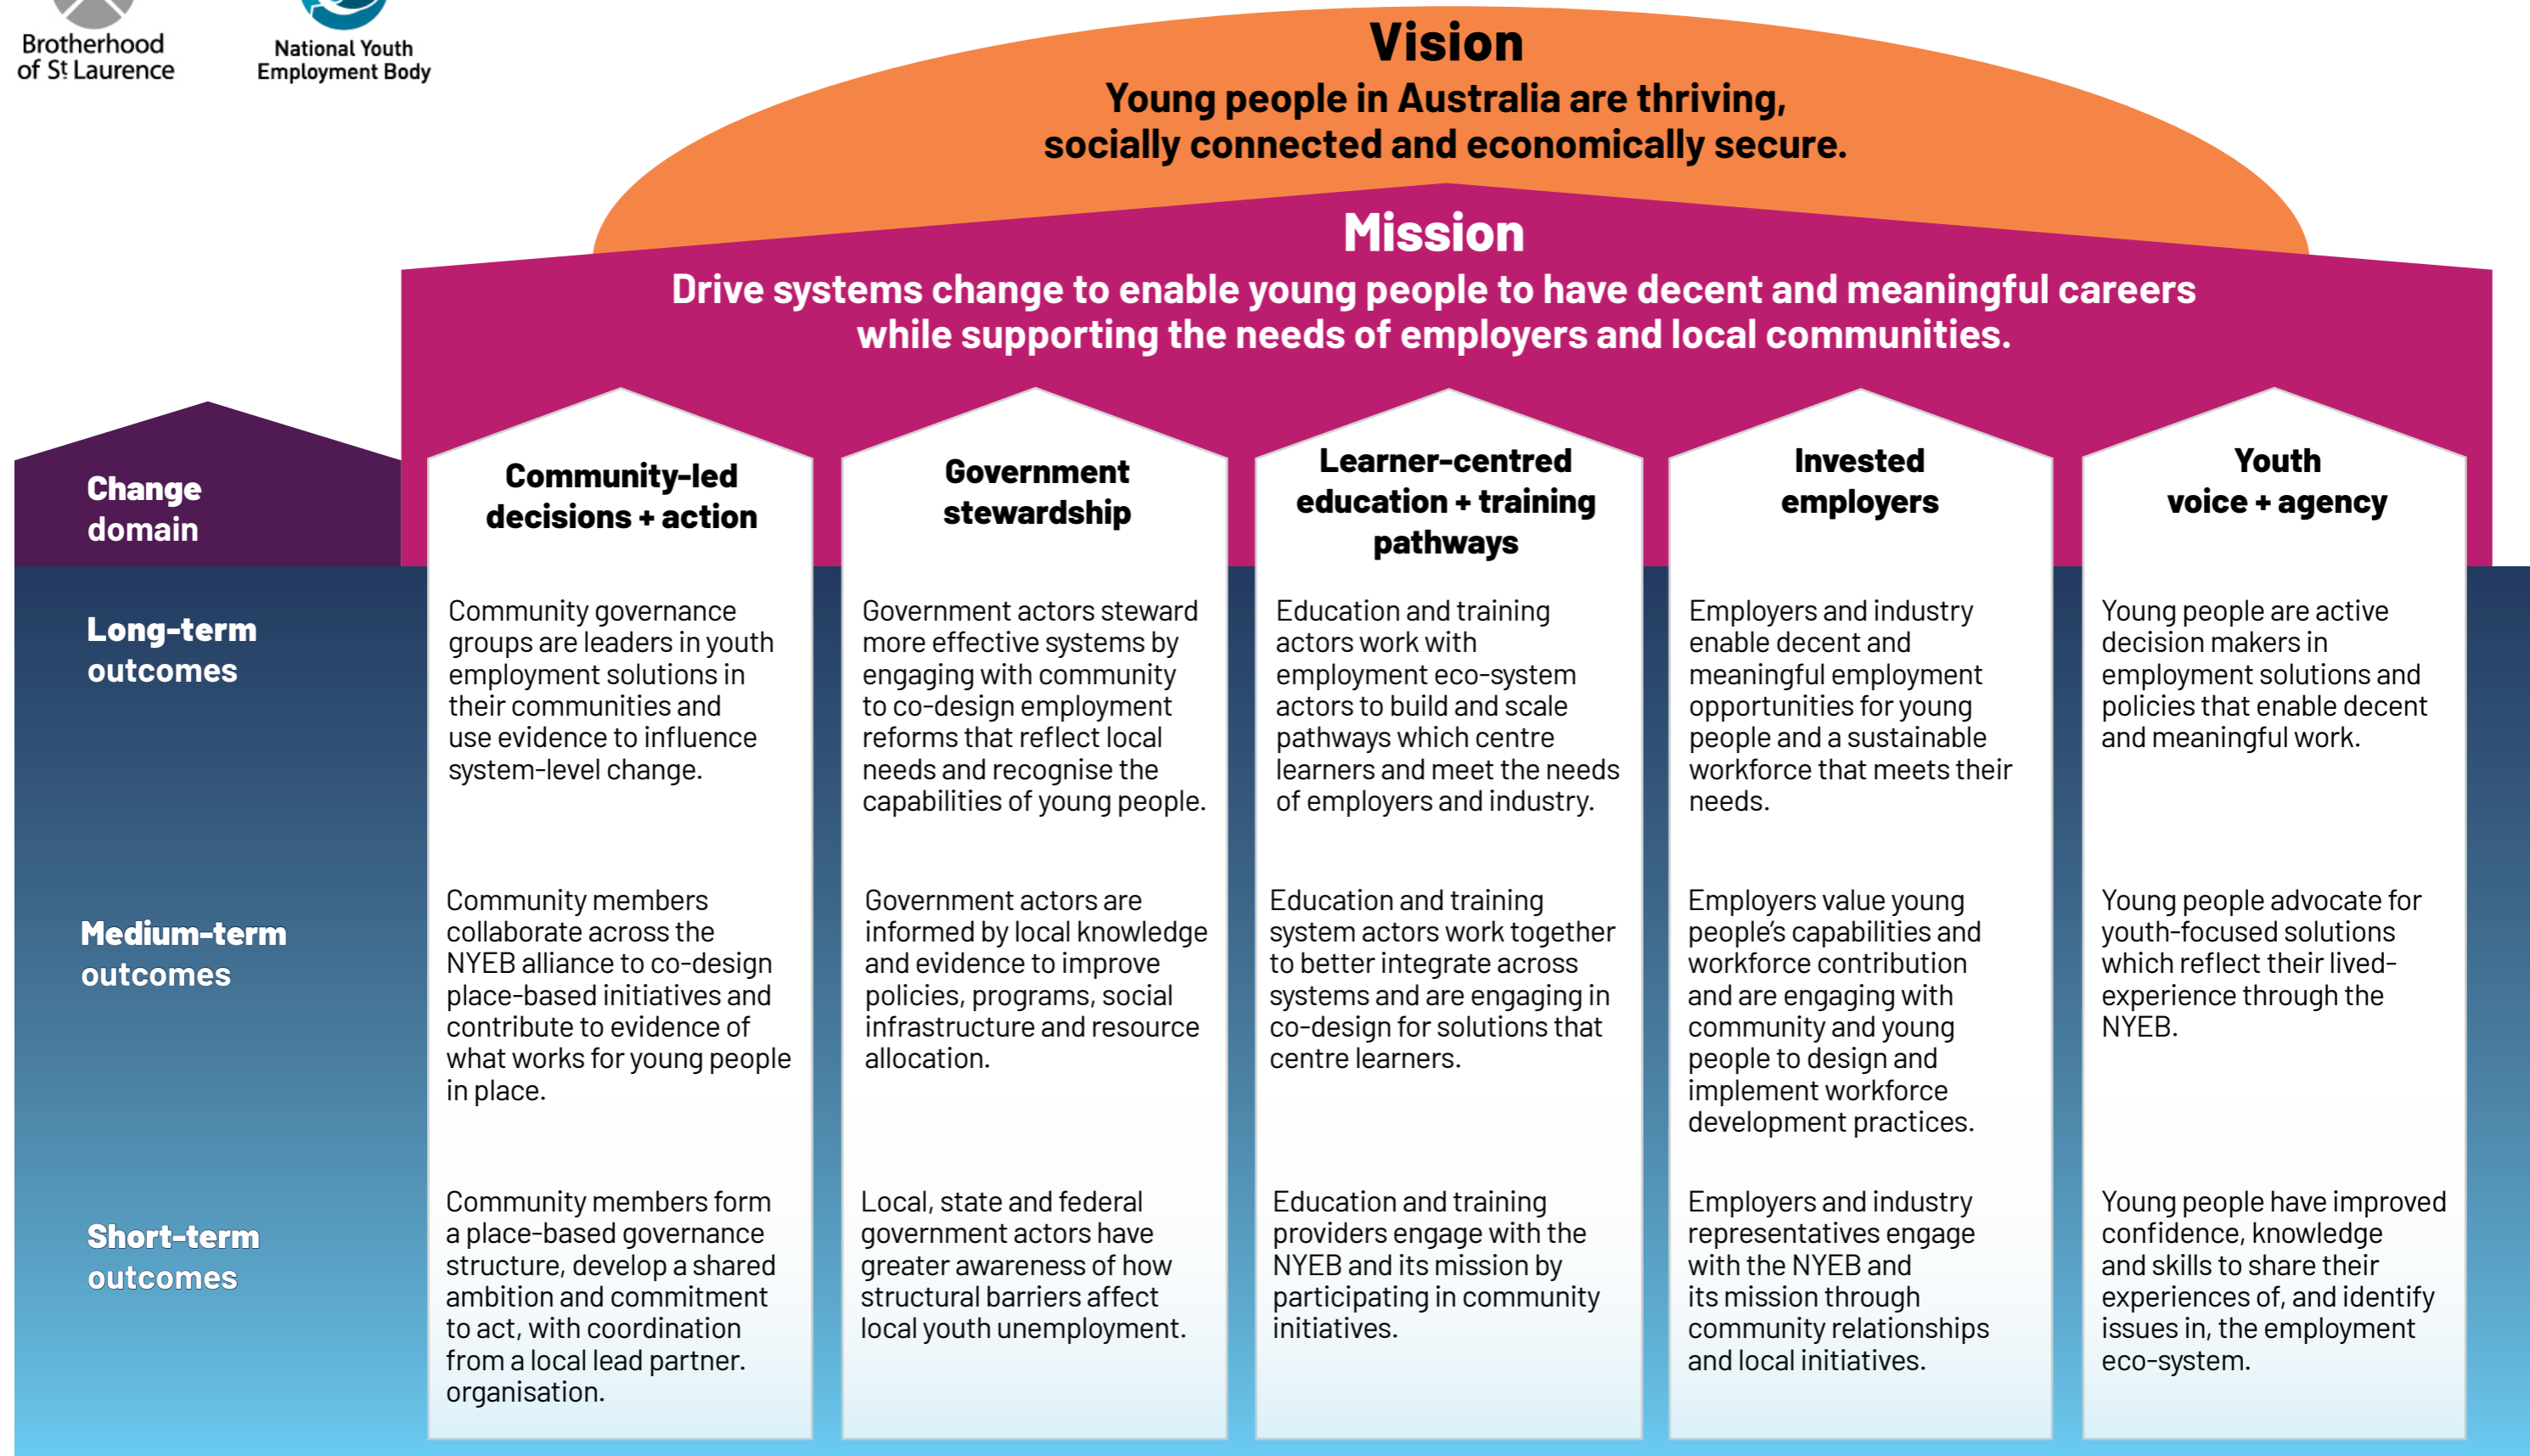 Brotherhood
of St Laurence
National Youth
Employment Body
Vision
Young people in Australia are thriving,
socially connected and economically secure.
Mission
Drive systems change to enable young people to have decent and meaningful careers
while supporting the needs of employers and local communities.
Change
domain
Community-led
decisions + action
Government
stewardship
Learner-centred
education + training
pathways
Invested
employers
Youth
voice + agency
Long-term
outcomes
Community governance
groups are leaders in youth
employment solutions in
their communities and
use evidence to influence
system-level change.
Government actors steward
more effective systems by
engaging with community
to co-design employment
reforms that reflect local
needs and recognise the
capabilities of young people.
Education and training
actors work with
employment eco-system
actors to build and scale
pathways which centre
learners and meet the needs
of employers and industry.
Employers and industry
enable decent and
meaningful employment
opportunities for young
people and a sustainable
workforce that meets their
needs.
Young people are active
decision makers in
employment solutions and
policies that enable decent
and meaningful work.
Medium-term
outcomes
Community members
collaborate across the
NYEB alliance to co-design
place-based initiatives and
contribute to evidence of
what works for young people
in place.
Government actors are
informed by local knowledge
and evidence to improve
policies, programs, social
infrastructure and resource
allocation.
Education and training
system actors work together
to better integrate across
systems and are engaging in
co-design for solutions that
centre learners.
Employers value young
people’s capabilities and
workforce contribution
and are engaging with
community and young
people to design and
implement workforce
development practices.
Young people advocate for
youth-focused solutions
which reflect their lived-
experience through the
NYEB.
Short-term
outcomes
Community members form
a place-based governance
structure, develop a shared
ambition and commitment
to act, with coordination
from a local lead partner.
organisation.
Local, state and federal
government actors have
greater awareness of how
structural barriers affect
local youth unemployment.
Education and training
providers engage with the
NYEB and its mission by
participating in community
initiatives.
Employers and industry
representatives engage
with the NYEB and
its mission through
community relationships
and local initiatives.
Young people have improved
confidence, knowledge
and skills to share their
experiences of, and identify
issues in, the employment
eco-system.